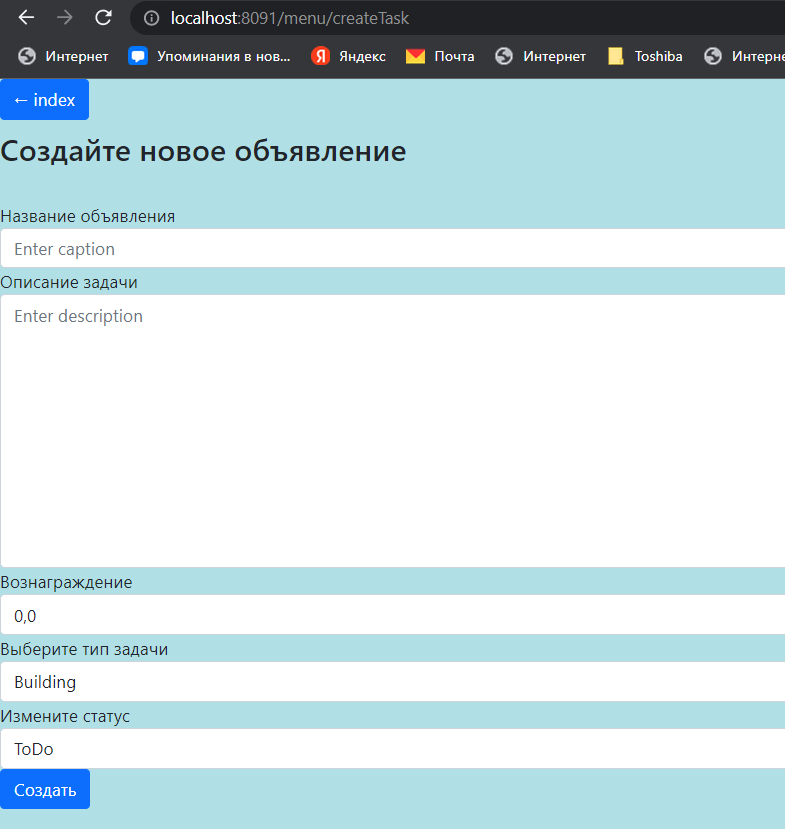 localhost:8091/menu/createTask
Интернет Упоминания в нов... Яндекс Почта Интернет Toshiba Интерне
← index
Создайте новое объявление
Название объявления
Enter caption
Описание задачи
Enter description
Вознаграждение
0,0
Выберите тип задачи
Building
Измените статус
ToDo
Создать